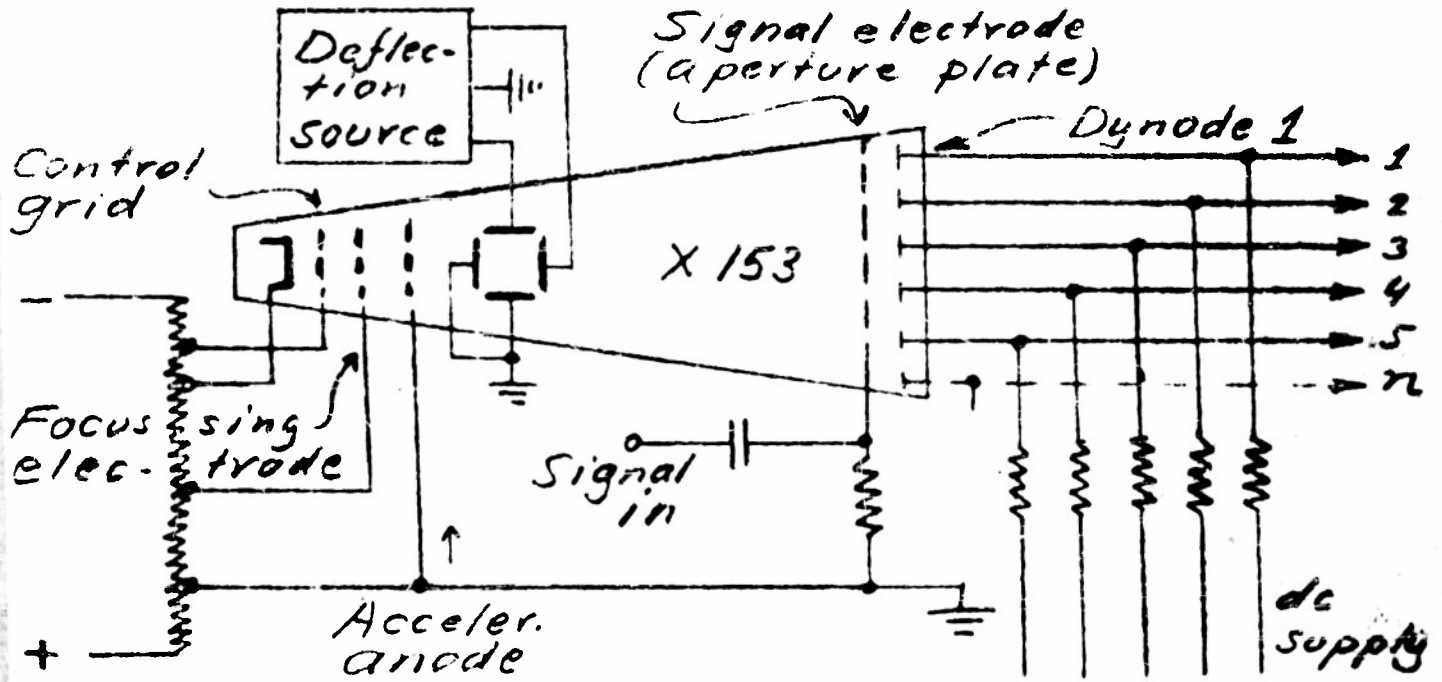 Deflec-
tion
source
Signal electrode
(aperture plate)
Dynode 1
Control
grid
X 153
1
2
3
4
5
n
−
Focus sing
elec- trode
Signal
in
+
Acceler.
anode
dc
supply